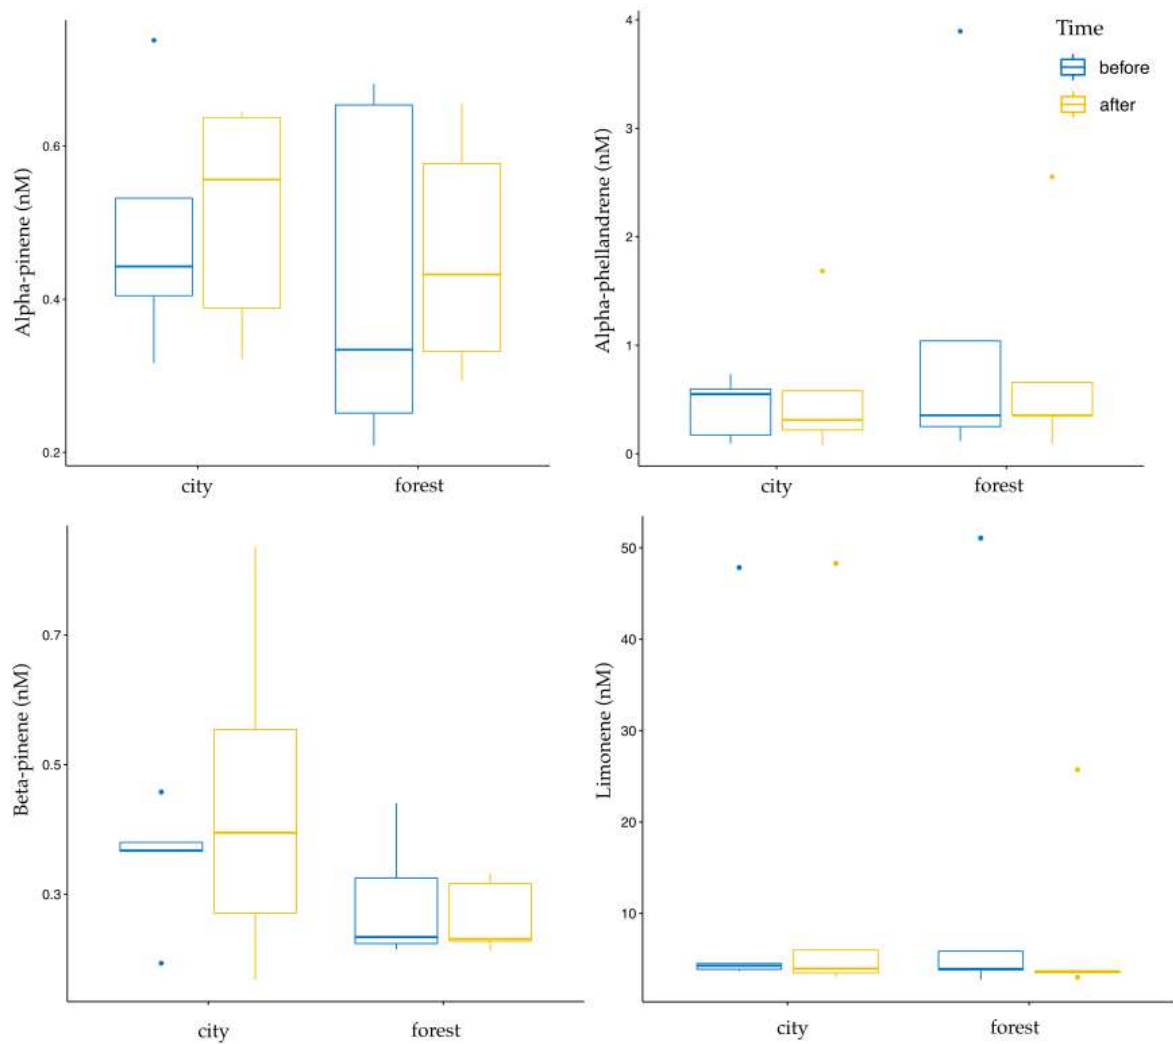 Alpha-pinene (nM)
0.6
0.4
0.2
city forest
Alpha-phellandrene (nM)
4
3
2
1
0
city forest
Time
before
after
Beta-pinene (nM)
0.7
0.5
0.3
city forest
Limonene (nM)
50
40
30
20
10
city forest